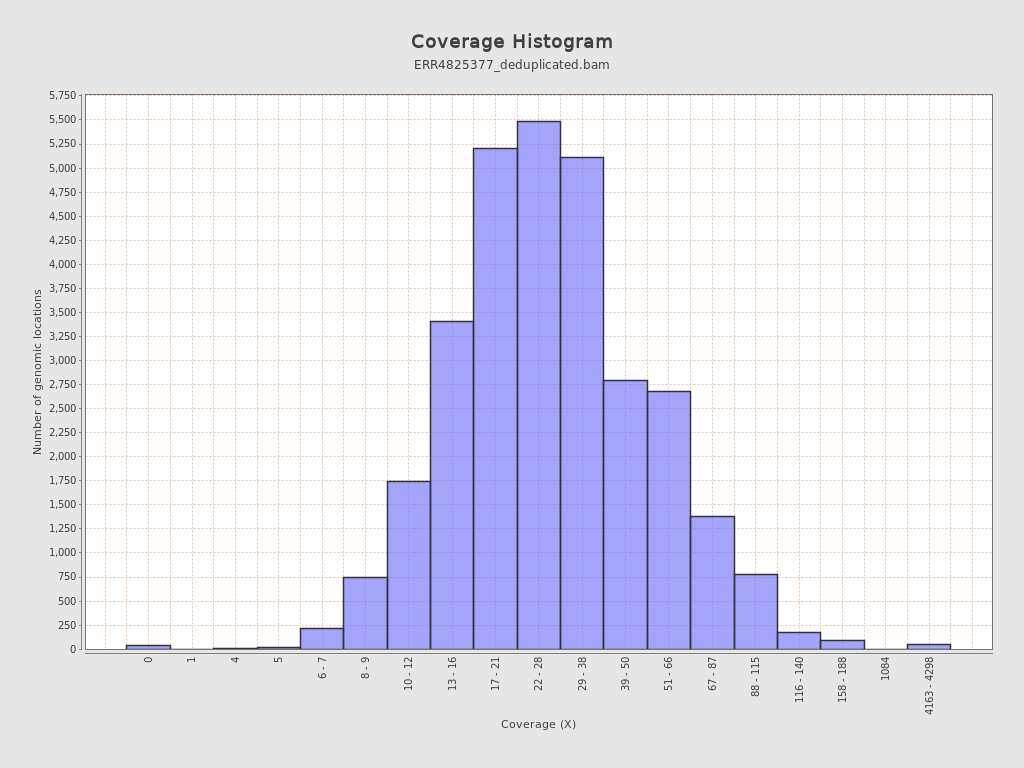 Coverage Histogram
ERR4825377_deduplicated.bam
5,750
5,500
5,250
5,000
4,750
4,500
4,250
4,000
3,750
3,500
3,250
3,000
2,750
2,500
2,250
2,000
1,750
1,500
1,250
1,000
750
500
250
0
Number of genomic locations
0
1
4
5
6 - 7
8 - 9
10 - 12
13 - 16
17 - 21
22 - 28
29 - 38
39 - 50
51 - 66
67 - 87
88 - 115
116 - 140
158 - 188
1084
4163 - 4298
Coverage (X)